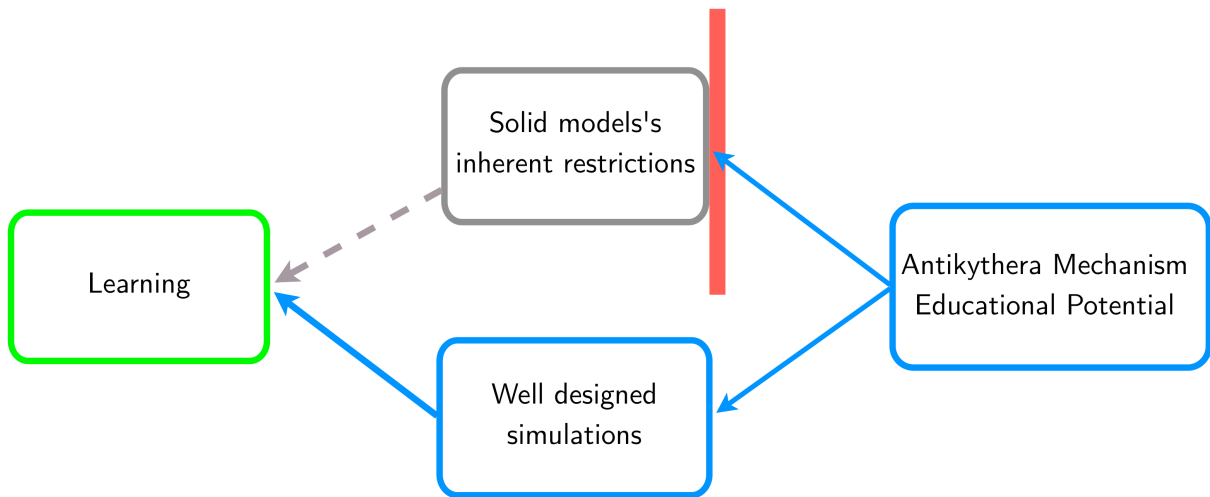 Solid models's
inherent restrictions
Learning
Antikythera Mechanism
Educational Potential
Well designed
simulations